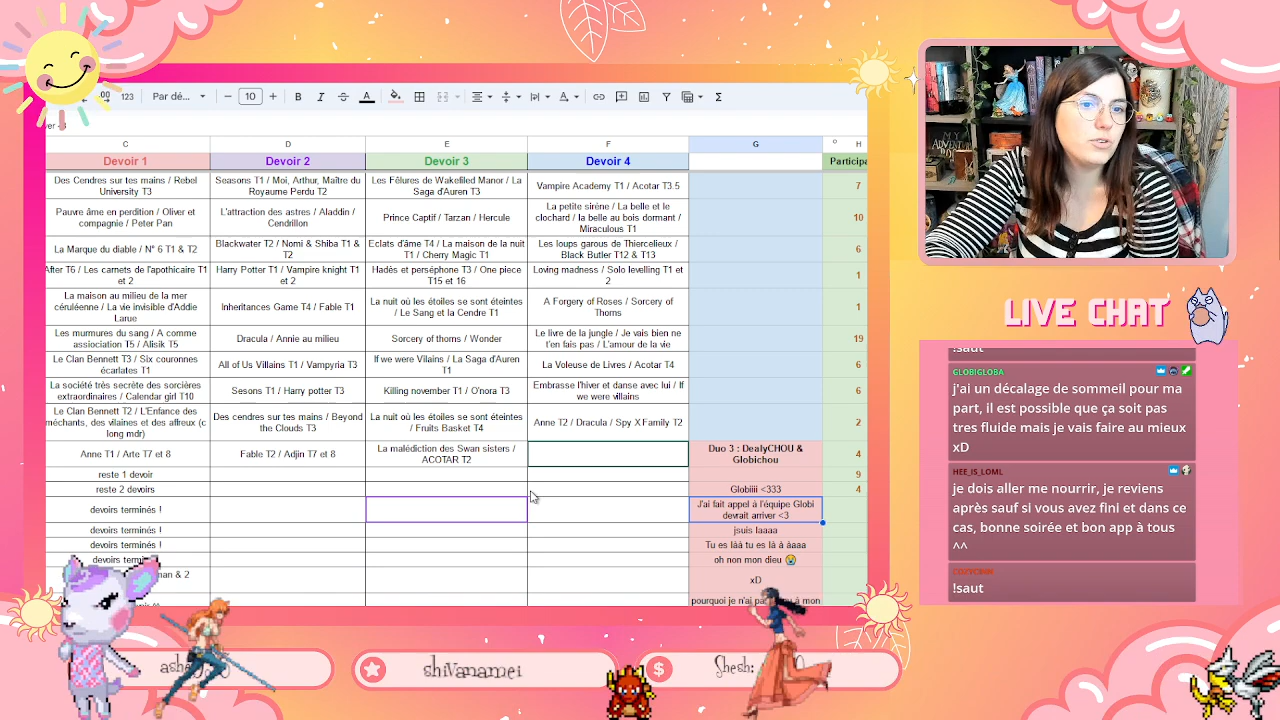 .00
123
Par dé...
10
B
I
A
Σ
C
D
E
F
G
H
Devoir 1
Devoir 2
Devoir 3
Devoir 4
Participa
Des Cendres sur tes mains / Rebel
University T3
Seasons T1 / Moi, Arthur, Maître du
Royaume Perdu T2
Les Fêlures de Wakefiled Manor / La
Saga d'Auren T3
Vampire Academy T1 / Acotar T3.5
7
Pauvre âme en perdition / Oliver et
compagnie / Peter Pan
L'attraction des astres / Aladdin /
Cendrillon
Prince Captif / Tarzan / Hercule
La petite sirène / La belle et le
clochard / la belle au bois dormant /
Miraculous T1
10
La Marque du diable / N° 6 T1 & T2
Blackwater T2 / Nomi & Shiba T1 &
T2
Eclats d'âme T4 / La maison de la nuit
T1 / Cherry Magic T1
Les loups garous de Thiercelieux /
Black Butler T12 & T13
6
After T6 / Les carnets de l'apothicaire T1
et 2
Harry Potter T1 / Vampire knight T1
et 2
Hadès et perséphone T3 / One piece
T15 et 16
Loving madness / Solo levelling T1 et
2
1
La maison au milieu de la mer
céruléenne / La vie invisible d'Addie
Larue
Inheritances Game T4 / Fable T1
La nuit où les étoiles se sont éteintes
/ Le Sang et la Cendre T1
A Forgery of Roses / Sorcery of
Thorns
1
Les murmures du sang / A comme
assiociation T5 / Alisik T5
Dracula / Annie au milieu
Sorcery of thoms / Wonder
Le livre de la jungle / Je vais bien ne
t'en fais pas / L'amour de la vie
19
Le Clan Bennett T3 / Six couronnes
écarlates T1
All of Us Villains T1 / Vampyria T3
If we were Vilains / La Saga d'Auren
T1
La Voleuse de Livres / Acotar T4
6
La société très secrète des sorcières
extraordinaires / Calendar girl T10
Sesons T1 / Harry potter T3
Killing november T1 / O'nora T3
Embrasse l'hiver et danse avec lui / If
we were villains
6
Le Clan Bennett T2 / L'Enfance des
méchants, des vilaines et des affreux (c
long mdr)
Des cendres sur tes mains / Beyond
the Clouds T3
La nuit où les étoiles se sont éteintes
/ Fruits Basket T4
Anne T2 / Dracula / Spy X Family T2
2
Anne T1 / Arte T7 et 8
Fable T2 / Adjin T7 et 8
La malédiction des Swan sisters /
ACOTAR T2
Duo 3 : DealyCHOU &
Globichou
4
reste 1 devoir
9
reste 2 devoirs
Globiiii <333
4
devoirs terminés !
J'ai fait appel à l'équipe Globi
devrait arriver <3
devoirs terminés !
jsuis laaaa
devoirs terminés !
Tu es làà tu es là à àaaa
oh non mon dieu 😭
xD
LIVE CHAT
!saut
GLOBIGLOBA
j'ai un décalage de sommeil pour ma
part, il est possible que ça soit pas
tres fluide mais je vais faire au mieux
xD
HEE_IS_LOML
je dois aller me nourrir, je reviens
après sauf si vous avez fini et dans ce
cas, bonne soirée et bon app à tous
^^
!saut
shivanamei